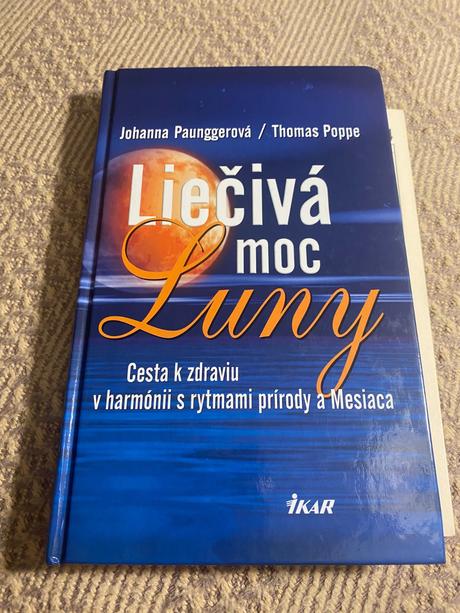 Johanna Paunggerová / Thomas Poppe
Liečivá
moc
Luny
Cesta k zdraviu
v harmónii s rytmami prírody a Mesiaca
IKAR